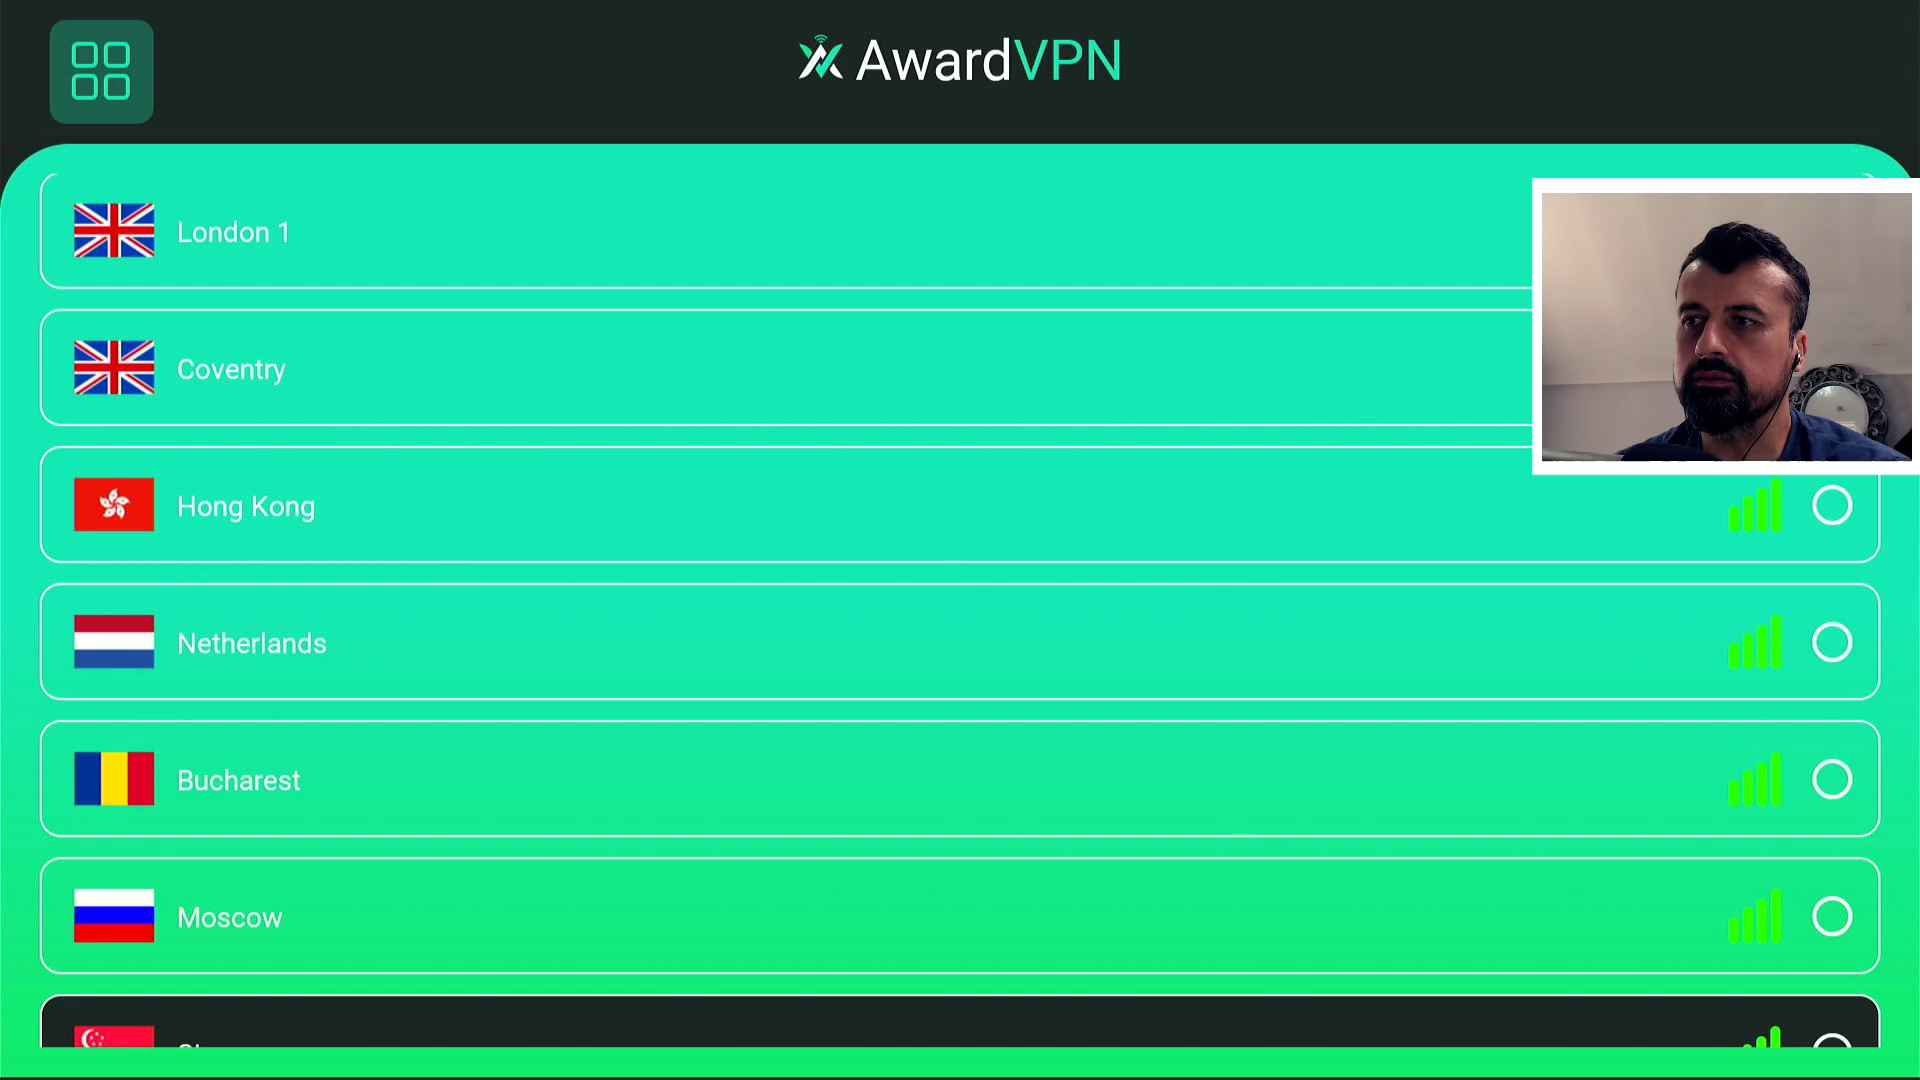 AwardVPN
London 1
Coventry
Hong Kong
Netherlands
Bucharest
Moscow